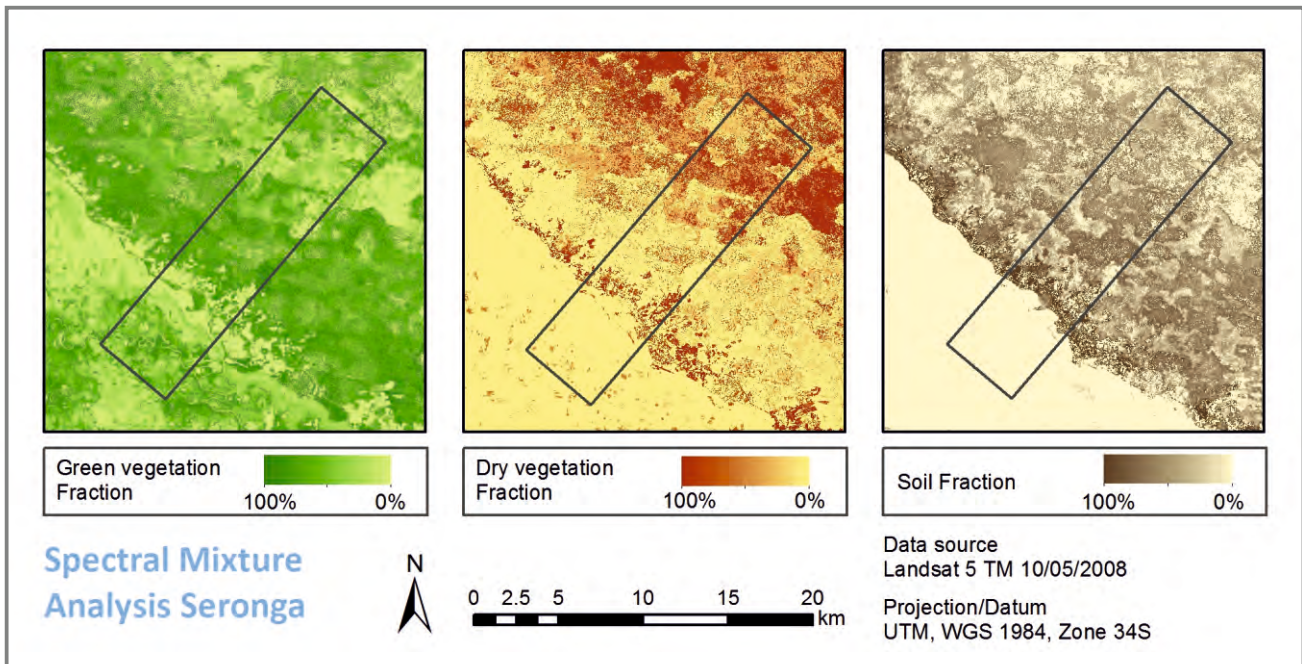 Green vegetation
Fraction
100% 0%
Dry vegetation
Fraction
100% 0%
Soil Fraction
100% 0%
Spectral Mixture
Analysis Seronga
N
0 2.5 5 10 15 20
km
Data source
Landsat 5 TM 10/05/2008
Projection/Datum
UTM, WGS 1984, Zone 34S